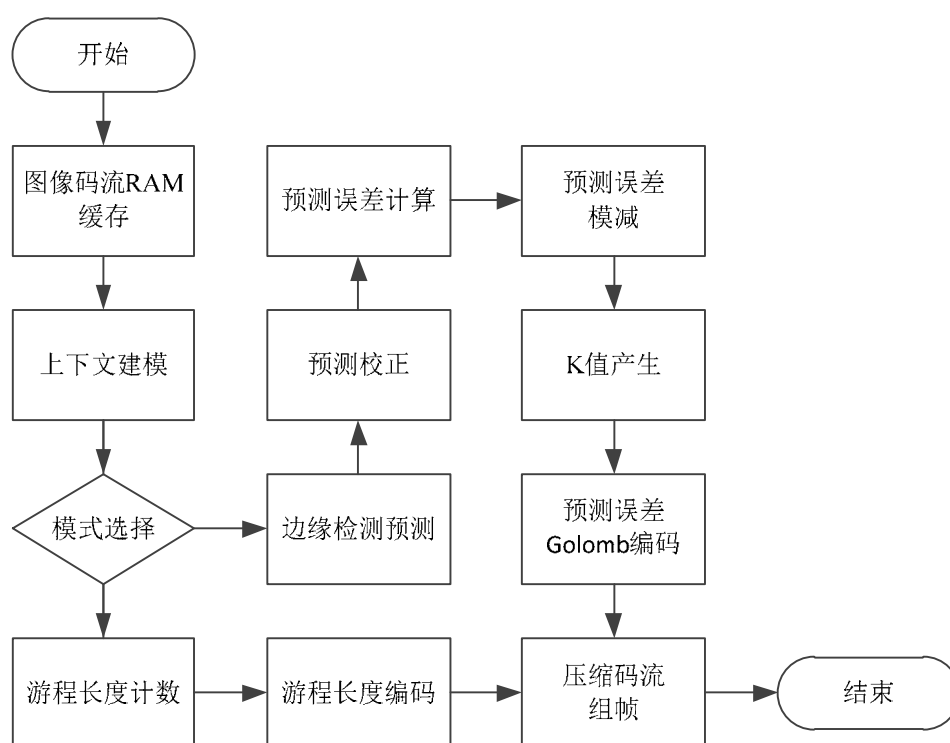 开始
图像码流RAM
缓存
上下文建模
模式选择
游程长度计数
游程长度编码
边缘检测预测
预测校正
预测误差计算
预测误差
模减
K值产生
预测误差
Golomb编码
压缩码流
组帧
结束